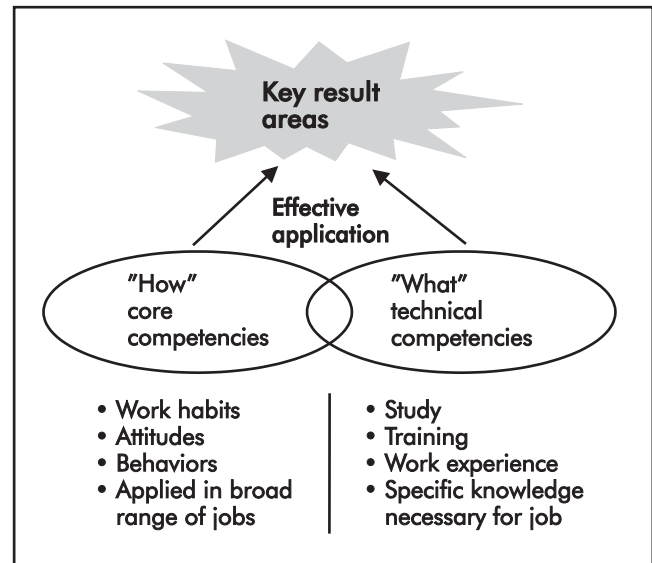 Key result
areas
Effective
application
”How”
core
competencies
”What”
technical
competencies
• Work habits
• Attitudes
• Behaviors
• Applied in broad
range of jobs
• Study
• Training
• Work experience
• Specific knowledge
necessary for job